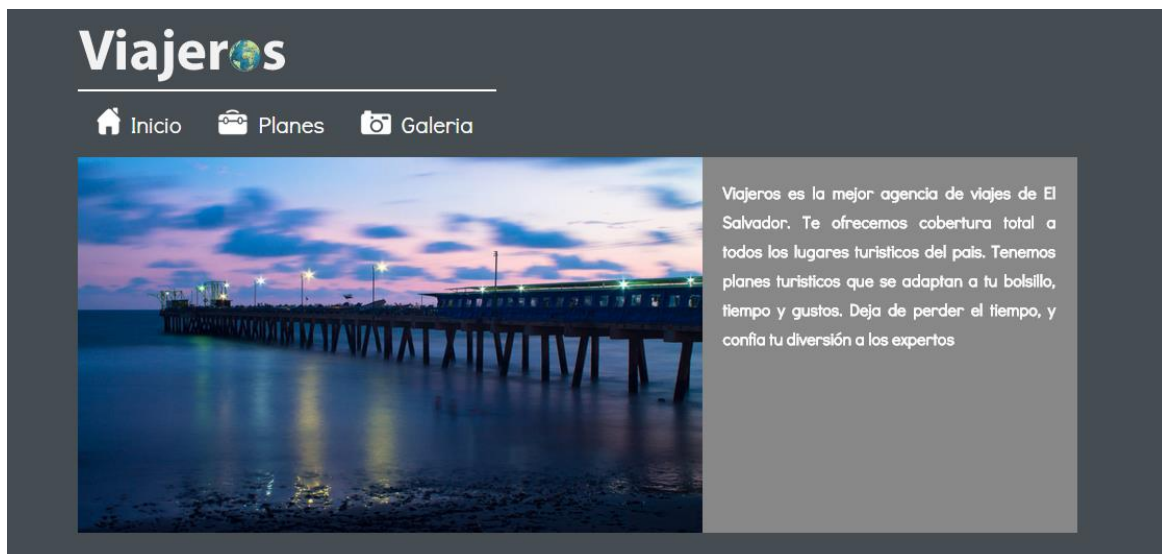 Viajeros
Inicio Planes Galeria
Viajeros es la mejor agencia de viajes de El
Salvador. Te ofrecemos cobertura total a
todos los lugares turisticos del pais. Tenemos
planes turisticos que se adaptan a tu bolsillo,
tiempo y gustos. Deja de perder el tiempo, y
confia tu diversión a los expertos